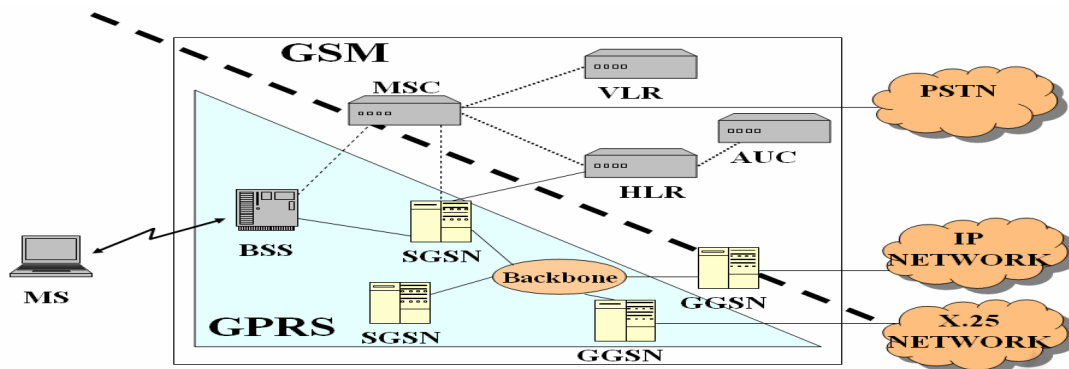 GSM
MSC
VLR
PSTN
AUC
HLR
BSS
SGSN
IP
NETWORK
MS
Backbone
GGSN
SGSN
GPRS
GGSN
X.25
NETWORK